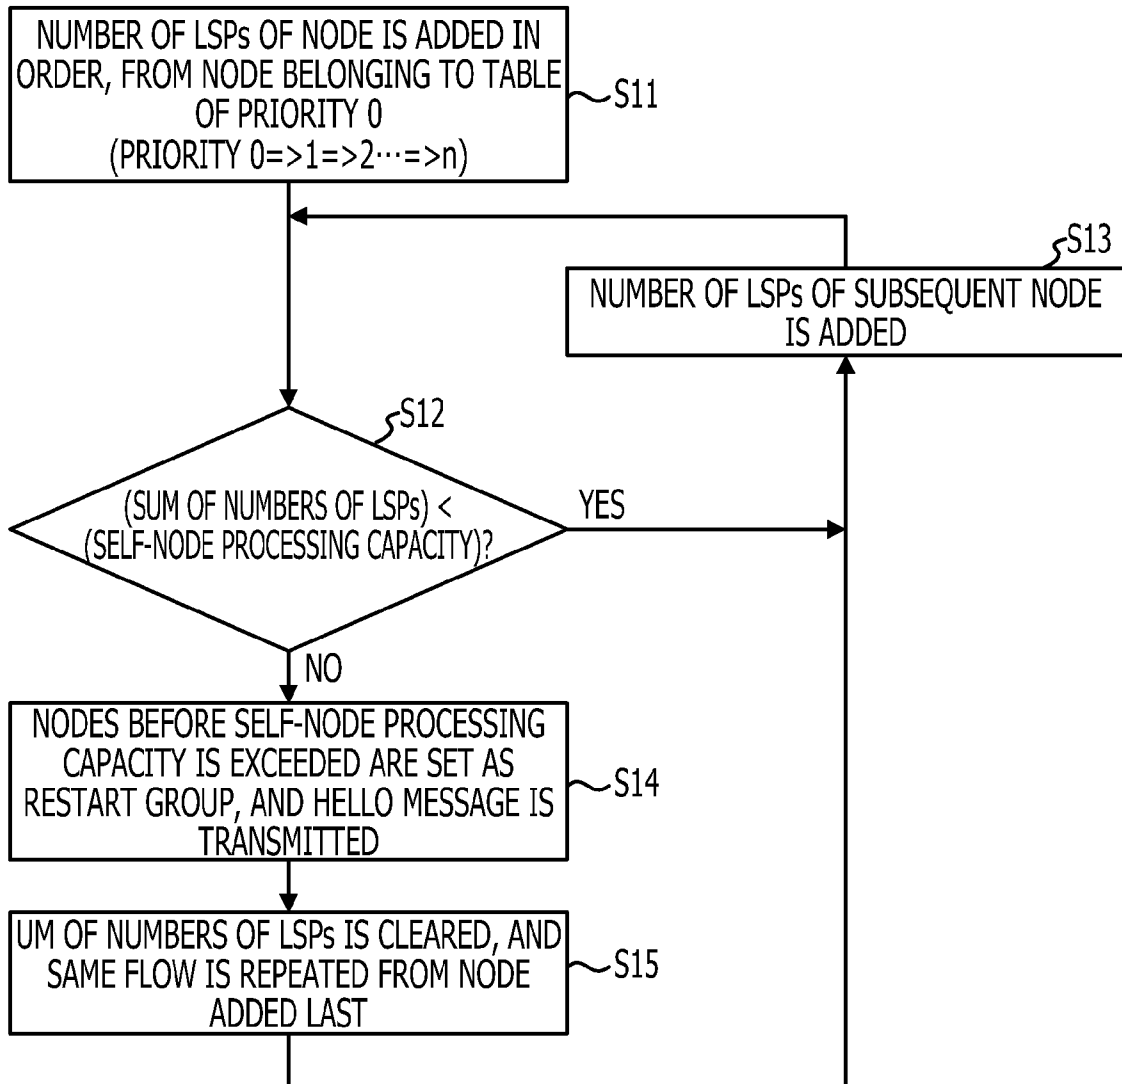 NUMBER OF LSPs OF NODE IS ADDED IN
ORDER, FROM NODE BELONGING TO TABLE
OF PRIORITY 0
(PRIORITY 0=>1=>2···=>n)
S11
S13
NUMBER OF LSPs OF SUBSEQUENT NODE
IS ADDED
S12
(SUM OF NUMBERS OF LSPs) <
(SELF-NODE PROCESSING CAPACITY)?
YES
NO
NODES BEFORE SELF-NODE PROCESSING
CAPACITY IS EXCEEDED ARE SET AS
RESTART GROUP, AND HELLO MESSAGE IS
TRANSMITTED
S14
UM OF NUMBERS OF LSPs IS CLEARED, AND
SAME FLOW IS REPEATED FROM NODE
ADDED LAST
S15